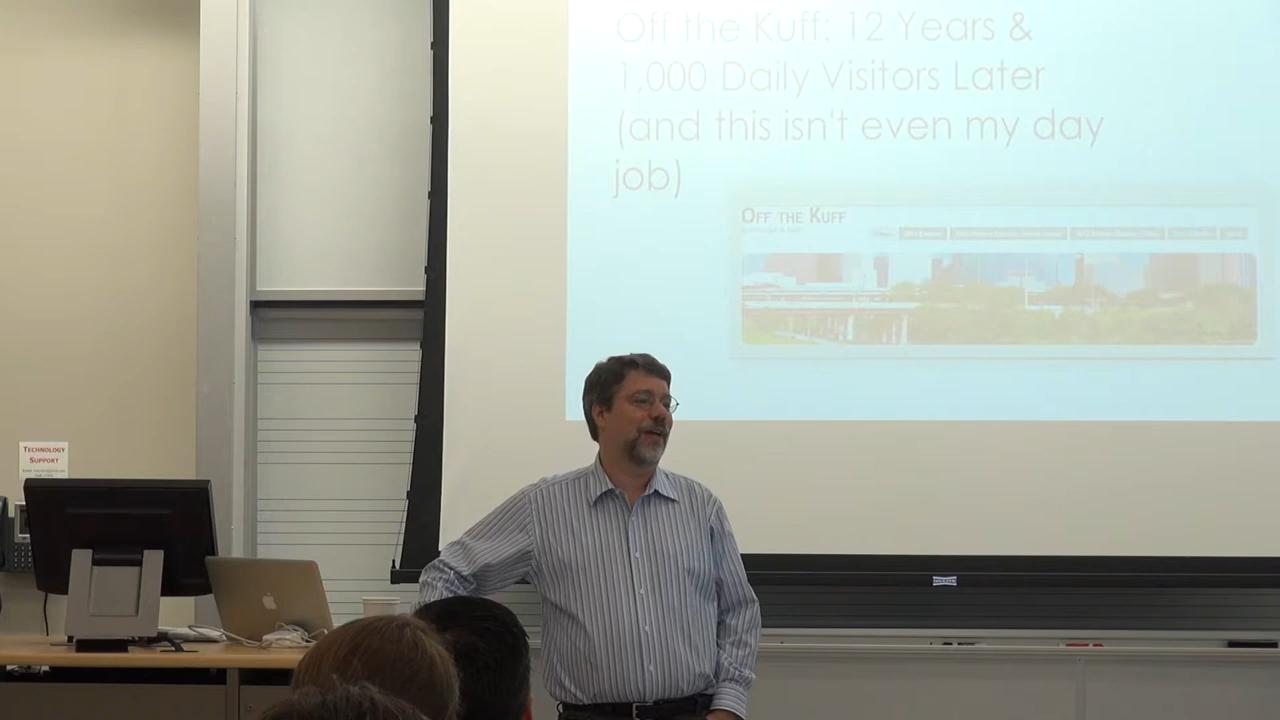 Off the Kuff: 12 Years &
1,000 Daily Visitors Later
(and this isn't even my day
job)
OFF THE KUFF
TECHNOLOGY
SUPPORT